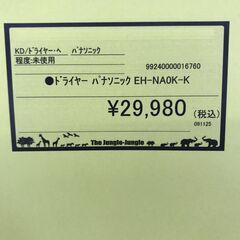 KD/ドライヤー・ヘ パナソニック
程度:未使用
99240000016760
●ドライヤー パナソニック EH-NA0K-K
¥29,980(税込)
091125
The Jungle-Jungle